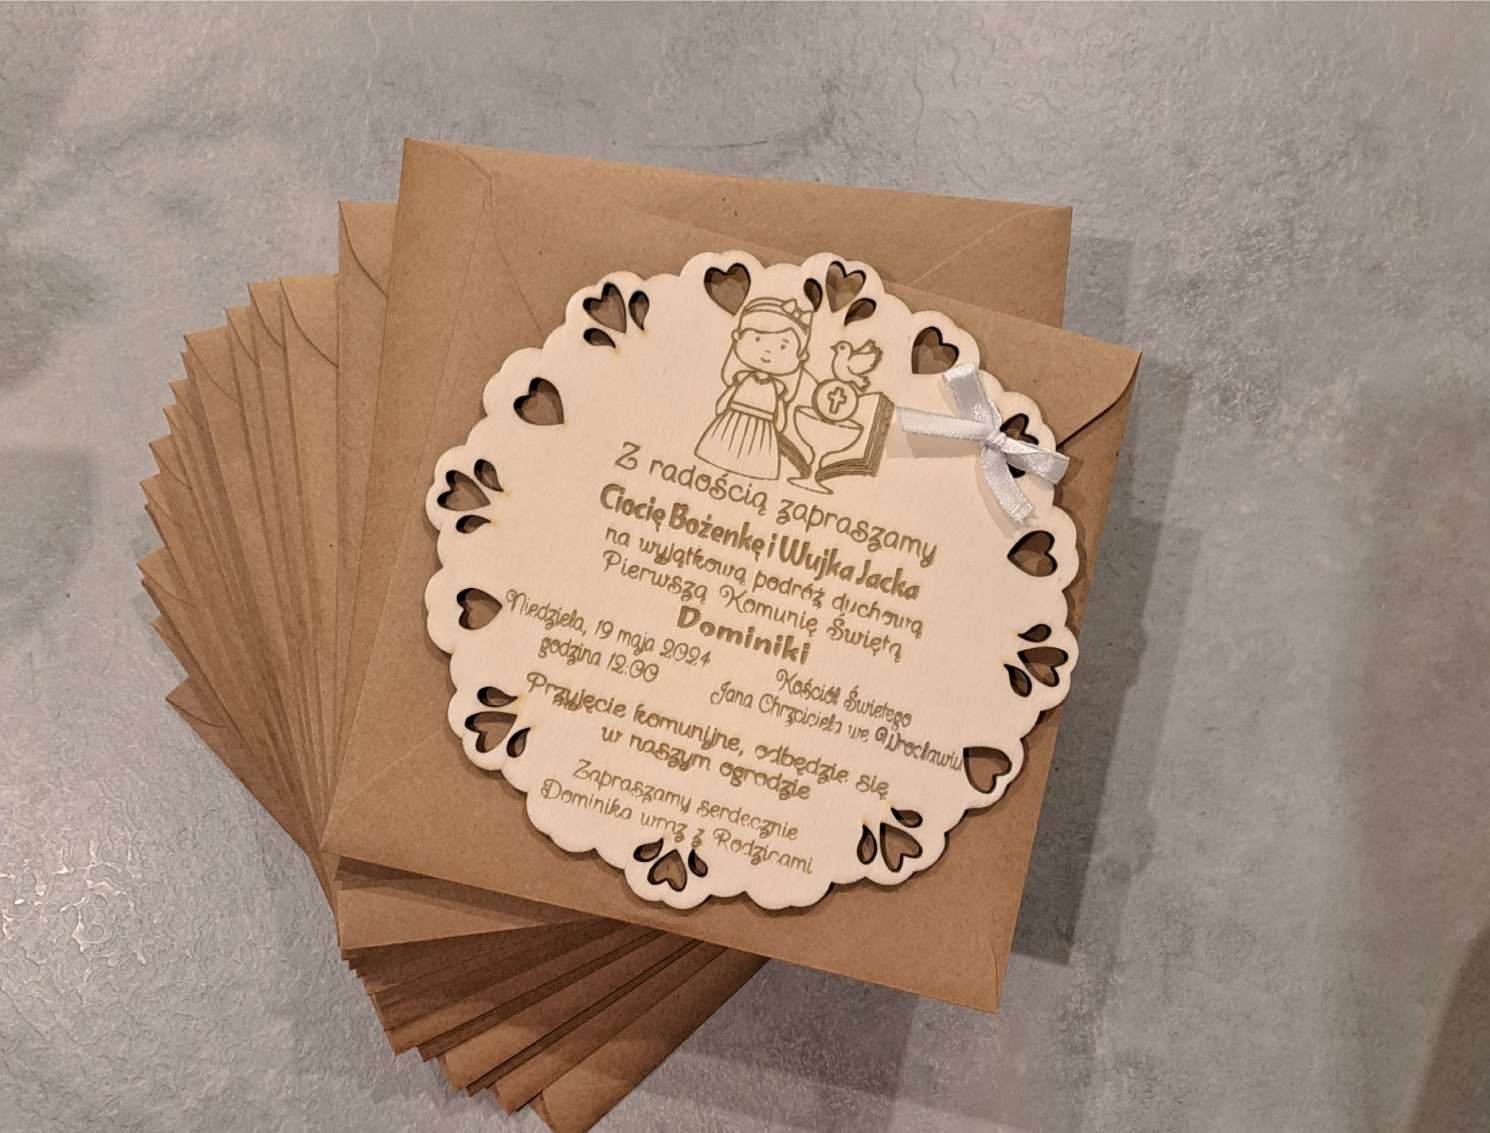 Z radością zapraszamy
Ciocię Bożenkę i Wujka Jacka
na wyjątkową podróż duchową
Pierwszą Komunię Świętą
Dominiki
Niedziela, 19 maja 2024
godzina 12:00
Kościół Świętego
Jana Chrzciciela we Wrocławiu
Przyjęcie komunijne, odbędzie się
w naszym ogrodzie
Zapraszamy serdecznie
Dominika wraz z Rodzicami